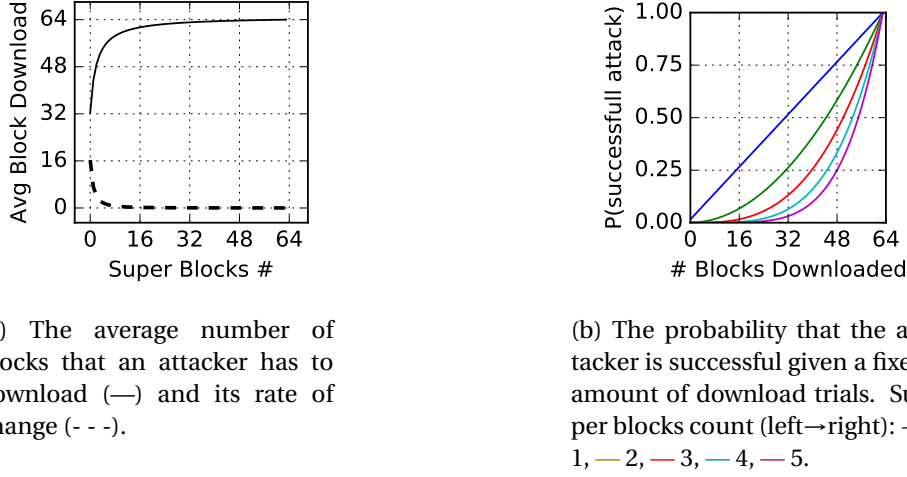 Avg Block Download
64
48
32
16
0
0 16 32 48 64
Super Blocks #
) The average number of
locks that an attacker has to
ownload (—) and its rate of
hange (- - -).
P(successfull attack)
1.00
0.75
0.50
0.25
0.00
0 16 32 48 64
# Blocks Downloaded
(b) The probability that the a
tacker is successful given a fixe
amount of download trials. Su
per blocks count (left→right): -
1, — 2, — 3, — 4, — 5.